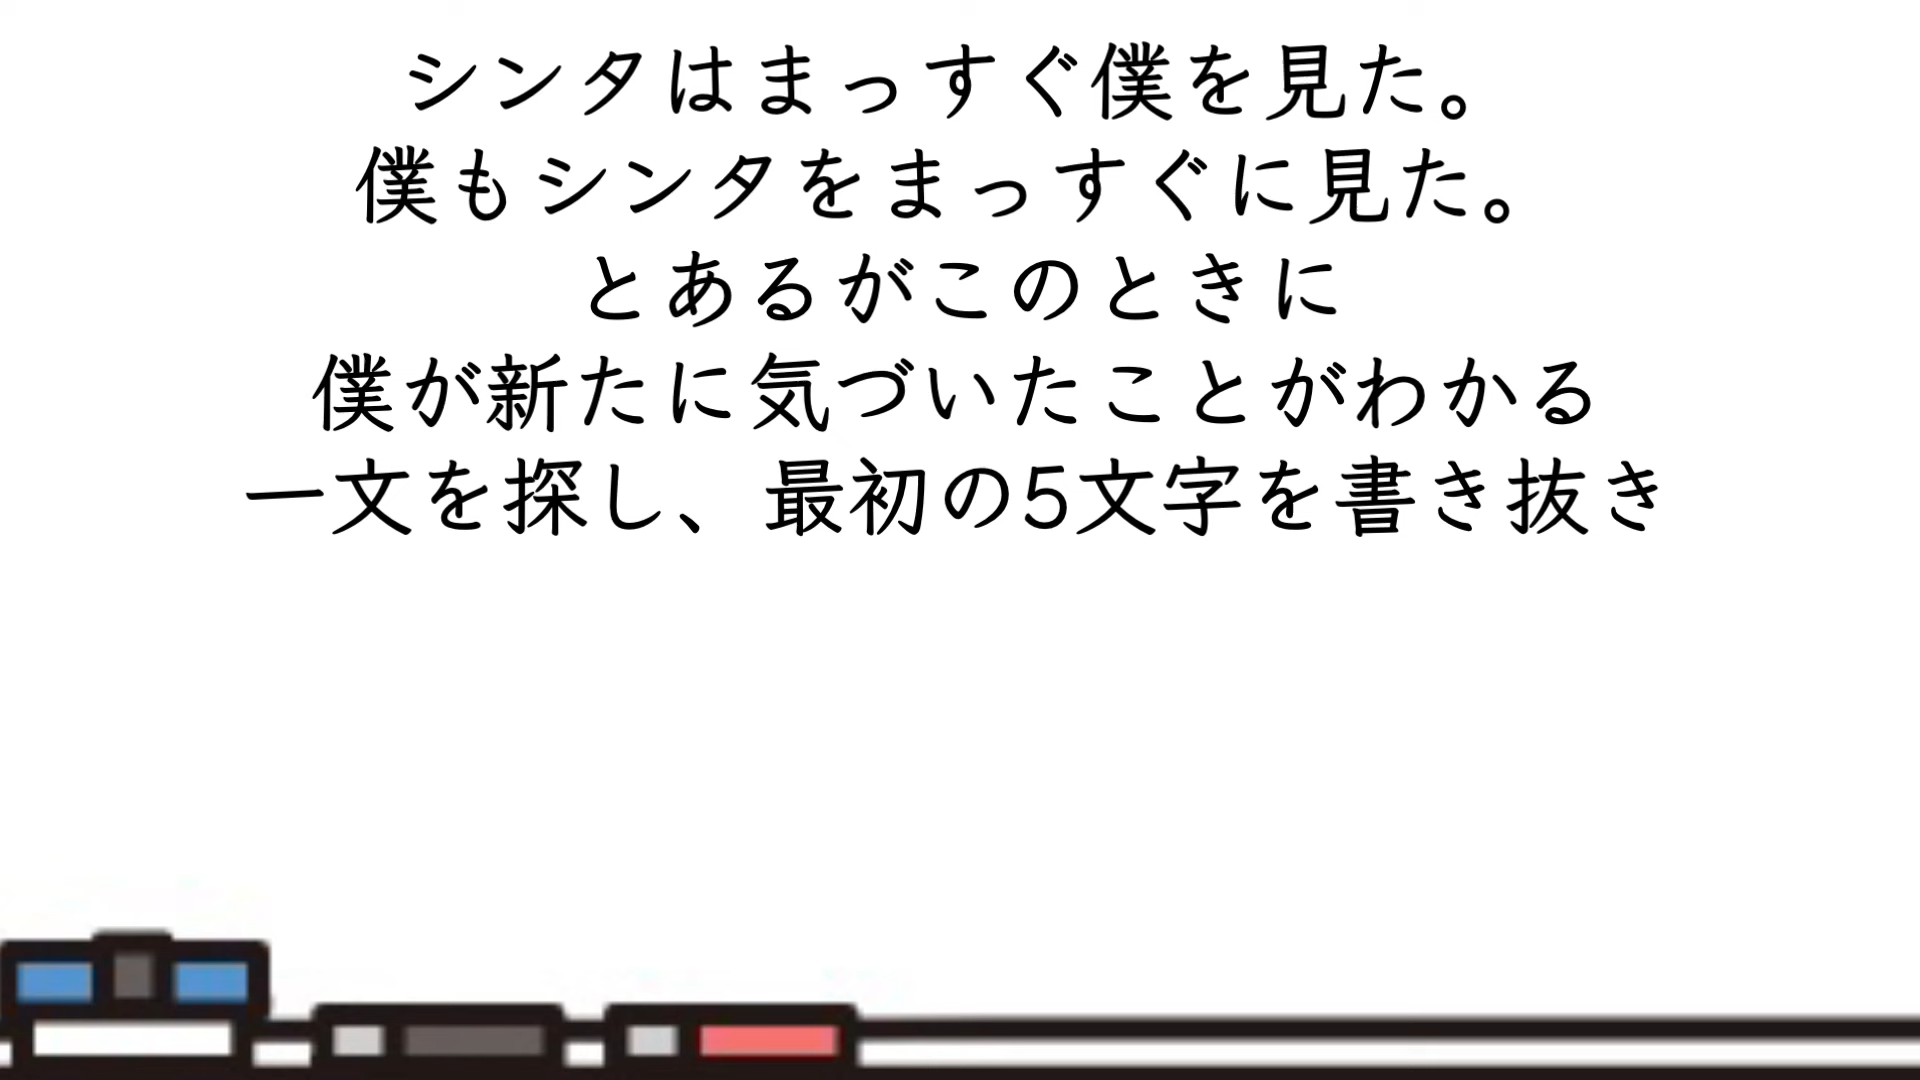 シンタはまっすぐ僕を見た。
僕もシンタをまっすぐに見た。
とあるがこのときに
僕が新たに気づいたことがわかる
一文を探し、最初の5文字を書き抜き